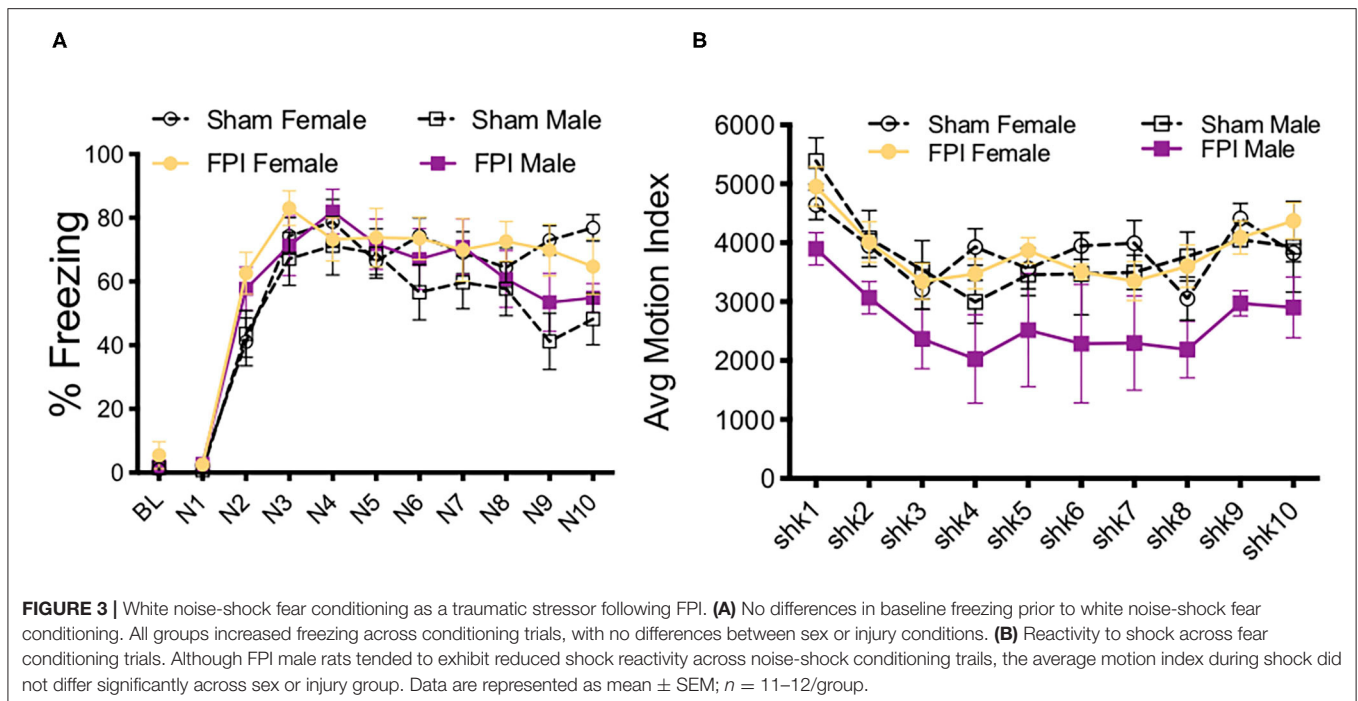 A
Sham Female
Sham Male
FPI Female
FPI Male
% Freezing
100
80
60
40
20
0
BL
N1
N2
N3
N4
N5
N6
N7
N8
N9
N10
B
Sham Female
Sham Male
FPI Female
FPI Male
Avg Motion Index
6000
5000
4000
3000
2000
1000
0
shk1
shk2
shk3
shk4
shk5
shk6
shk7
shk8
shk9
shk10
FIGURE 3 | White noise-shock fear conditioning as a traumatic stressor following FPI. (A) No differences in baseline freezing prior to white noise-shock fear
conditioning. All groups increased freezing across conditioning trials, with no differences between sex or injury conditions. (B) Reactivity to shock across fear
conditioning trials. Although FPI male rats tended to exhibit reduced shock reactivity across noise-shock conditioning trails, the average motion index during shock did
not differ significantly across sex or injury group. Data are represented as mean ± SEM; n = 11–12/group.